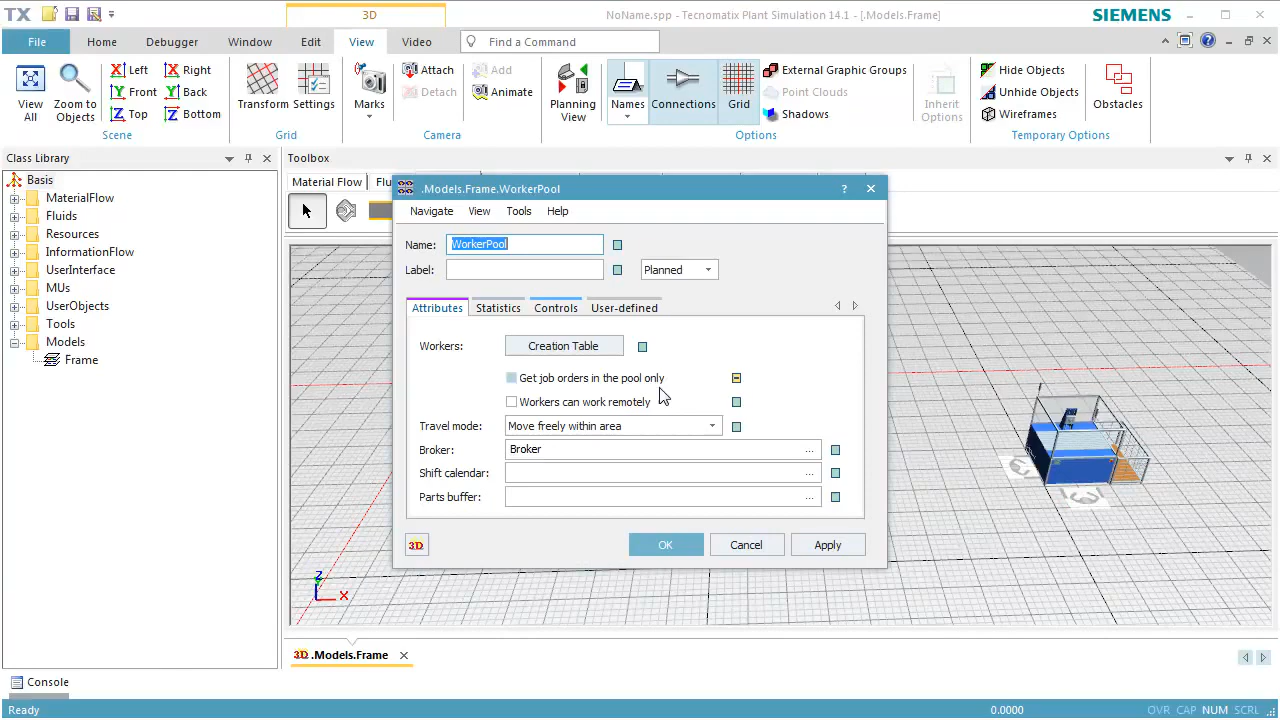 TX
3D
NoName.spp - Tecnomatix Plant Simulation 14.1 - [.Models.Frame]
SIEMENS
File
Home
Debugger
Window
Edit
View
Video
Find a Command
View All
Zoom to Objects
Left
Front
Top
Right
Back
Bottom
Scene
Transform
Settings
Grid
Marks
Attach
Detach
Add
Animate
Camera
Planning View
Names
Connections
Grid
External Graphic Groups
Point Clouds
Shadows
Options
Inherit Options
Hide Objects
Unhide Objects
Wireframes
Obstacles
Temporary Options
Class Library
Basis
MaterialFlow
Fluids
Resources
InformationFlow
UserInterface
MUs
UserObjects
Tools
Models
Frame
Toolbox
Material Flow
Flu
.Models.Frame.WorkerPool
Navigate View Tools Help
Name: WorkerPool
Label: Planned
Attributes Statistics Controls User-defined
Workers: Creation Table
Get job orders in the pool only
Workers can work remotely
Travel mode: Move freely within area
Broker: Broker ...
Shift calendar: ...
Parts buffer: ...
3D OK Cancel Apply
Z
X
3D .Models.Frame
Console
Ready
0.0000
OVR CAP NUM SCRL